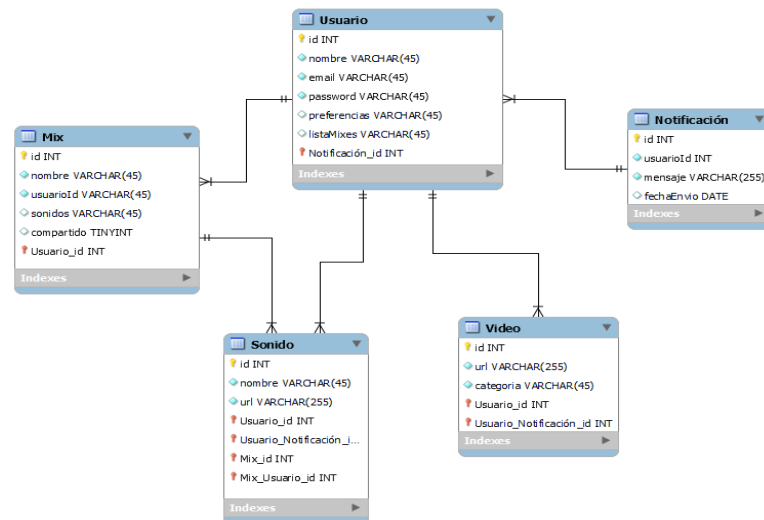 Usuario
id INT
nombre VARCHAR(45)
email VARCHAR(45)
password VARCHAR(45)
preferencias VARCHAR(45)
listaMixes VARCHAR(45)
Notificación_id INT
Indexes
Mix
id INT
nombre VARCHAR(45)
usuarioId VARCHAR(45)
sonidos VARCHAR(45)
compartido TINYINT
Usuario_id INT
Indexes
Notificación
id INT
usuarioId INT
mensaje VARCHAR(255)
fechaEnvio DATE
Indexes
Sonido
id INT
nombre VARCHAR(45)
url VARCHAR(255)
Usuario_id INT
Usuario_Notificación_i...
Mix_id INT
Mix_Usuario_id INT
Indexes
Video
id INT
url VARCHAR(255)
categoria VARCHAR(45)
Usuario_id INT
Usuario_Notificación_id INT
Indexes